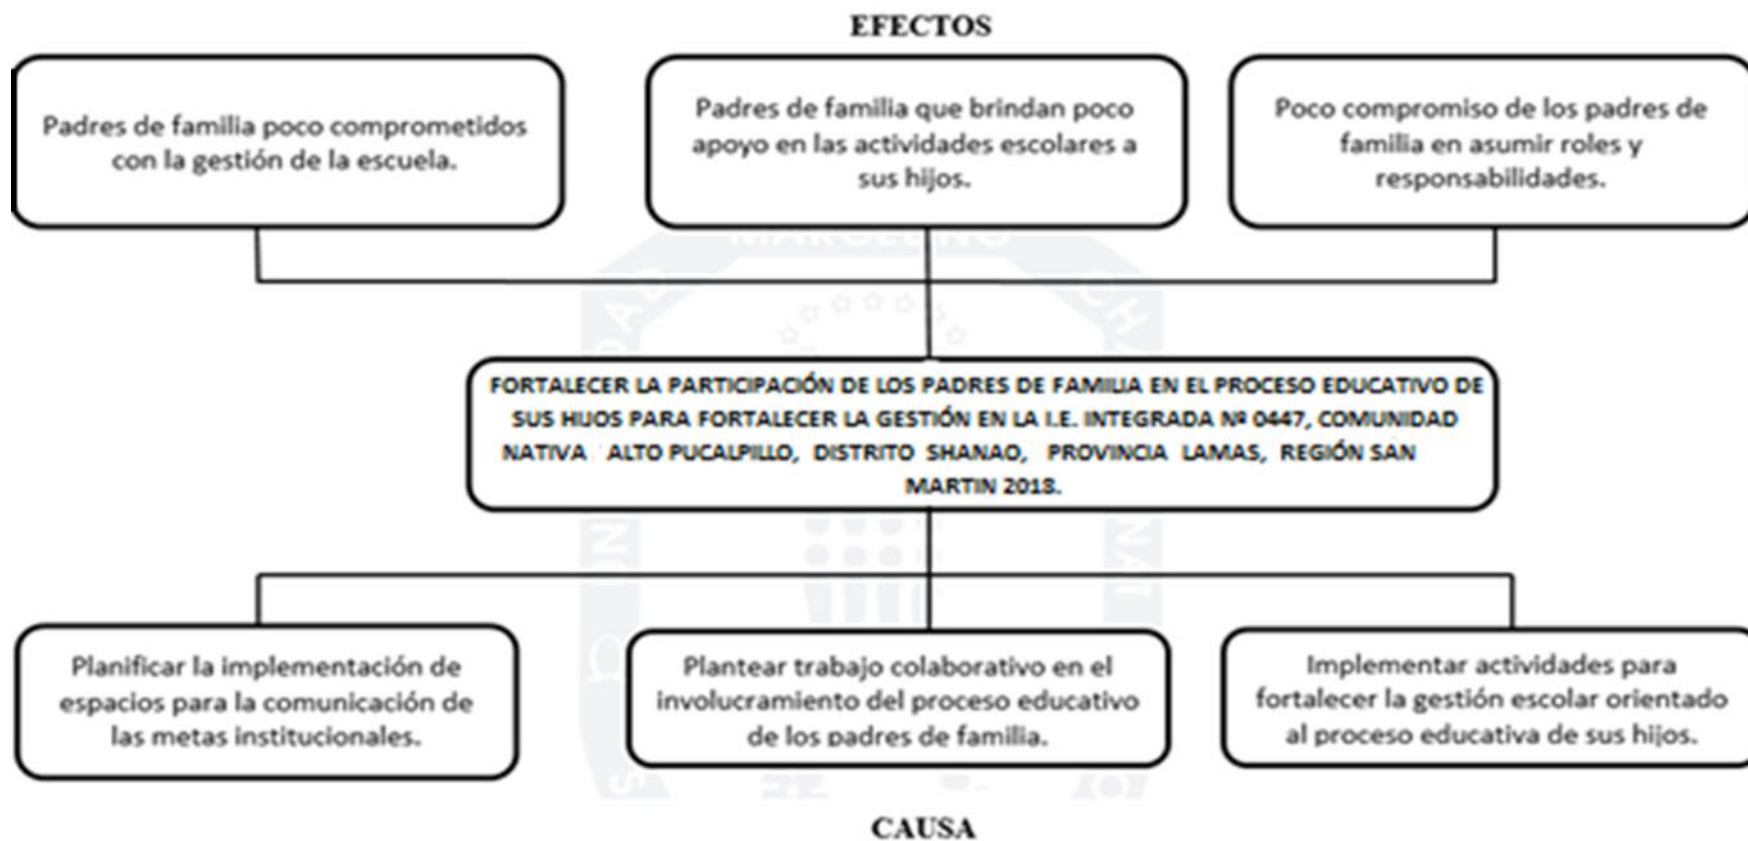 EFECTOS
Padres de familia poco comprometidos
con la gestión de la escuela.
Padres de familia que brindan poco
apoyo en las actividades escolares a
sus hijos.
Poco compromiso de los padres de
familia en asumir roles y
responsabilidades.
FORTALECER LA PARTICIPACIÓN DE LOS PADRES DE FAMILIA EN EL PROCESO EDUCATIVO DE
SUS HIJOS PARA FORTALECER LA GESTIÓN EN LA I.E. INTEGRADA Nº 0447, COMUNIDAD
NATIVA ALTO PUCALPILLO, DISTRITO SHANAO, PROVINCIA LAMAS, REGIÓN SAN
MARTIN 2018.
Planificar la implementación de
espacios para la comunicación de
las metas institucionales.
Plantear trabajo colaborativo en el
involucramiento del proceso educativo
de los padres de familia.
Implementar actividades para
fortalecer la gestión escolar orientado
al proceso educativa de sus hijos.
CAUSA